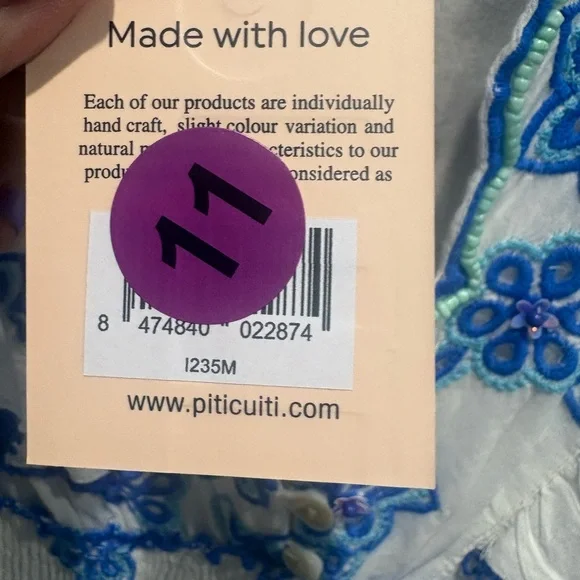 Made with love
Each of our products are individually
hand craft, slight colour variation and
natural cteristics to our
onsidered as
11
8 474840 022874
I235M
www.piticuiti.com